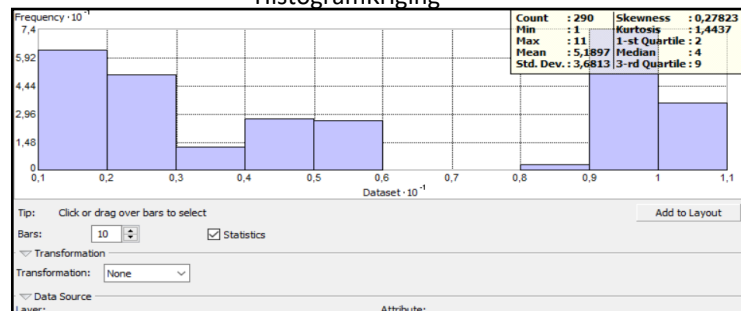 HistogramKriging
Frequency · 10⁻¹
Count : 290 Skewness : 0,27823
Min : 1 Kurtosis : 1,4437
Max : 11 1-st Quartile : 2
Mean : 5,1897 Median : 4
Std. Dev. : 3,6813 3-rd Quartile : 9
7,4
5,92
4,44
2,96
1,48
0
0,1 0,2 0,3 0,4 0,5 0,6 0,7 0,8 0,9 1 1,1
Dataset · 10⁻¹
Tip: Click or drag over bars to select Add to Layout
Bars: 10 Statistics
Transformation
Transformation: None
Data Source
Layer: Attribute: